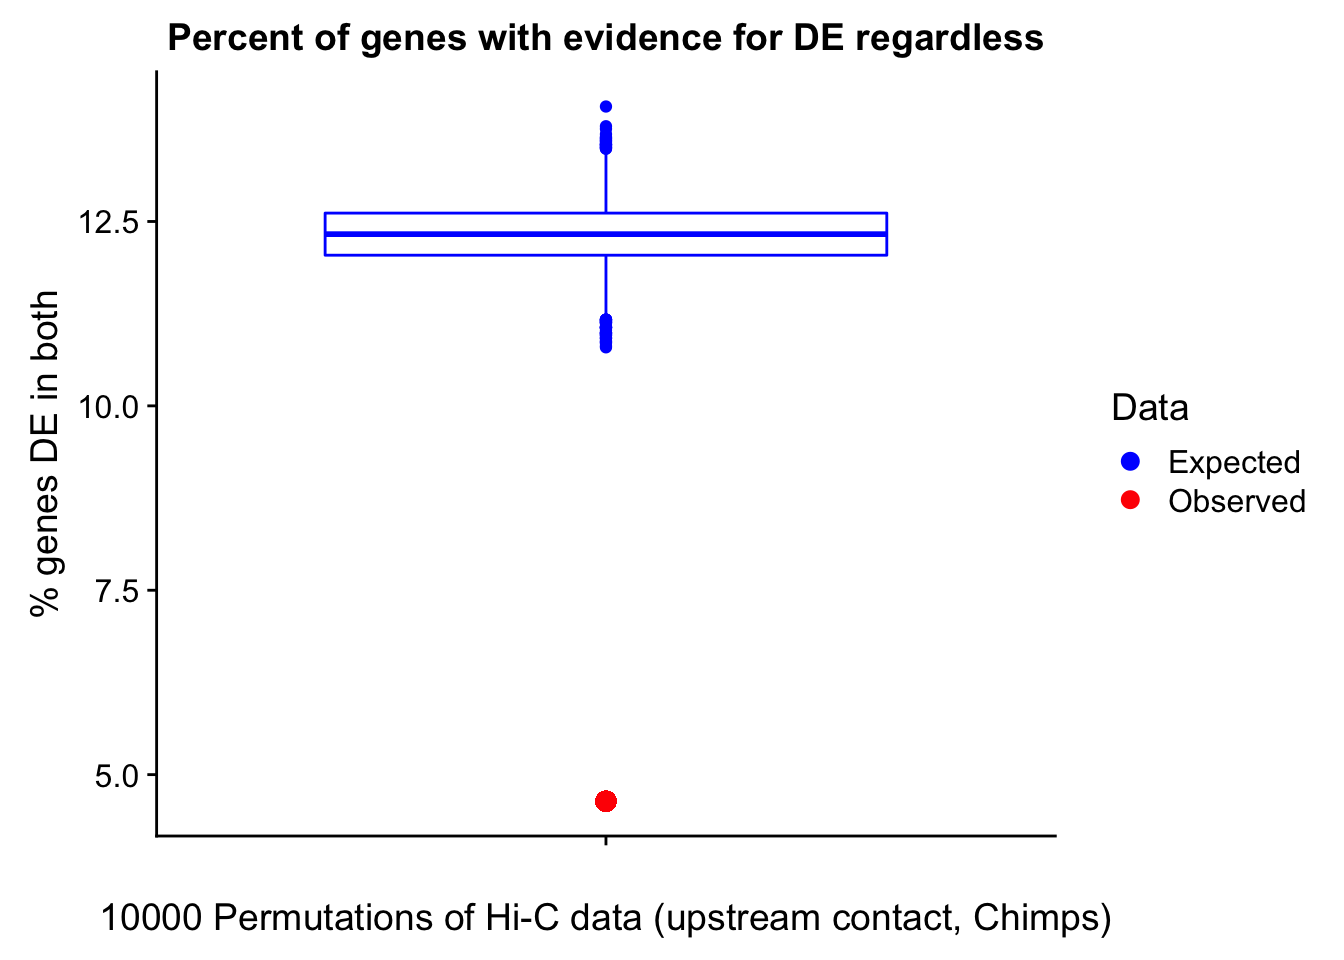 Percent of genes with evidence for DE regardless
% genes DE in both
12.5
10.0
7.5
5.0
10000 Permutations of Hi-C data (upstream contact, Chimps)
Data
Expected
Observed